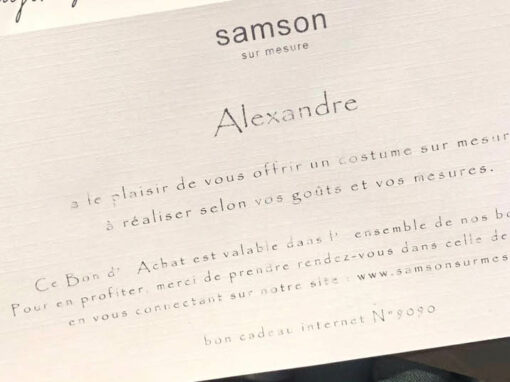 samson
sur mesure
Alexandre
a le plaisir de vous offrir un costume sur mesur
à réaliser selon vos goûts et vos mesures.
Ce Bon d' Achat est valable dans l' ensemble de nos bo
Pour en profiter, merci de prendre rendez-vous dans celle de
en vous connectant sur notre site : www.samsonsurmes
bon cadeau internet N°9090